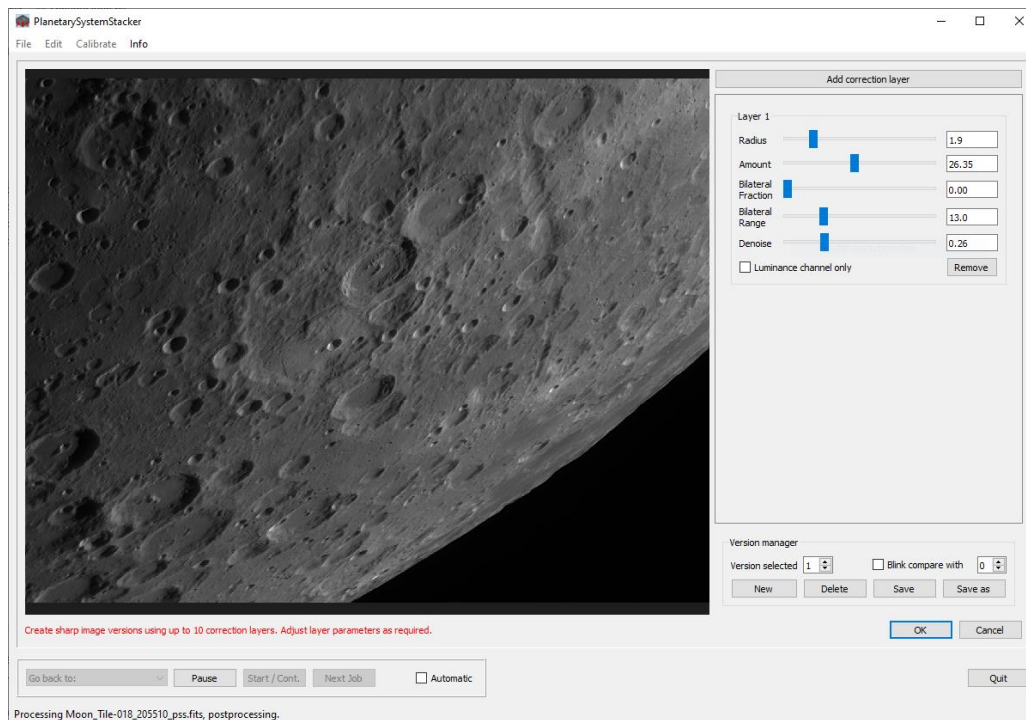 PlanetarySystemStacker
File Edit Calibrate Info
Add correction layer
Layer 1
Radius 1.9
Amount 26.35
Bilateral
Fraction 0.00
Bilateral
Range 13.0
Denoise 0.26
Luminance channel only Remove
Version manager
Version selected 1 Blink compare with 0
New Delete Save Save as
Create sharp image versions using up to 10 correction layers. Adjust layer parameters as required.
OK Cancel
Go back to: Pause Start / Cont. Next Job Automatic Quit
Processing Moon_Tile-018_205510_pss.fits, postprocessing.